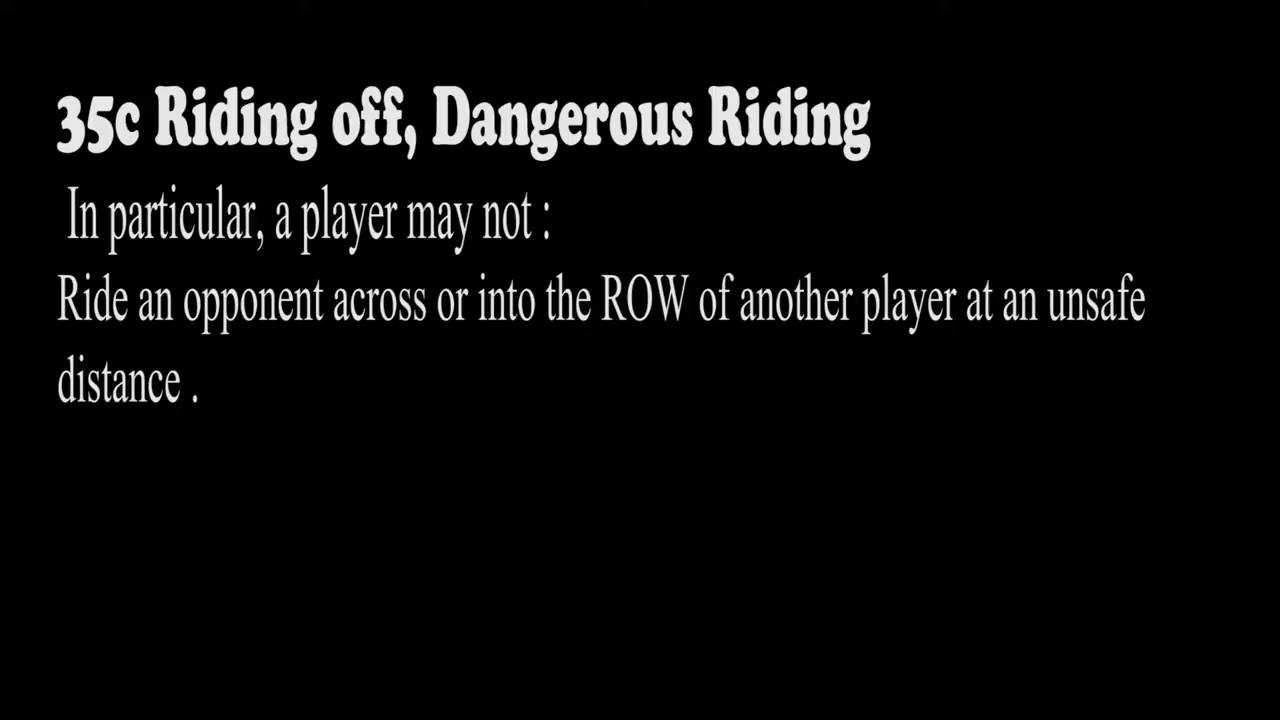 35c Riding off, Dangerous Riding
In particular, a player may not :
Ride an opponent across or into the ROW of another player at an unsafe
distance .